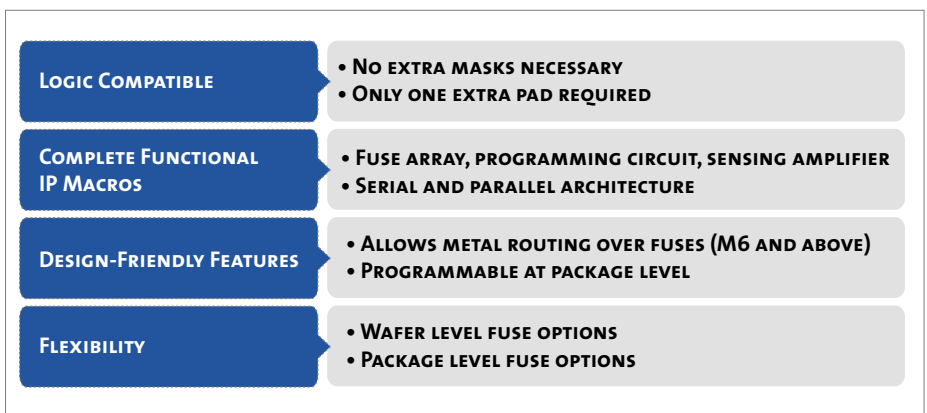 Logic Compatible
• No extra masks necessary
• Only one extra pad required
Complete Functional
IP Macros
• Fuse array, programming circuit, sensing amplifier
• Serial and parallel architecture
Design-Friendly Features
• Allows metal routing over fuses (M6 and above)
• Programmable at package level
Flexibility
• Wafer level fuse options
• Package level fuse options